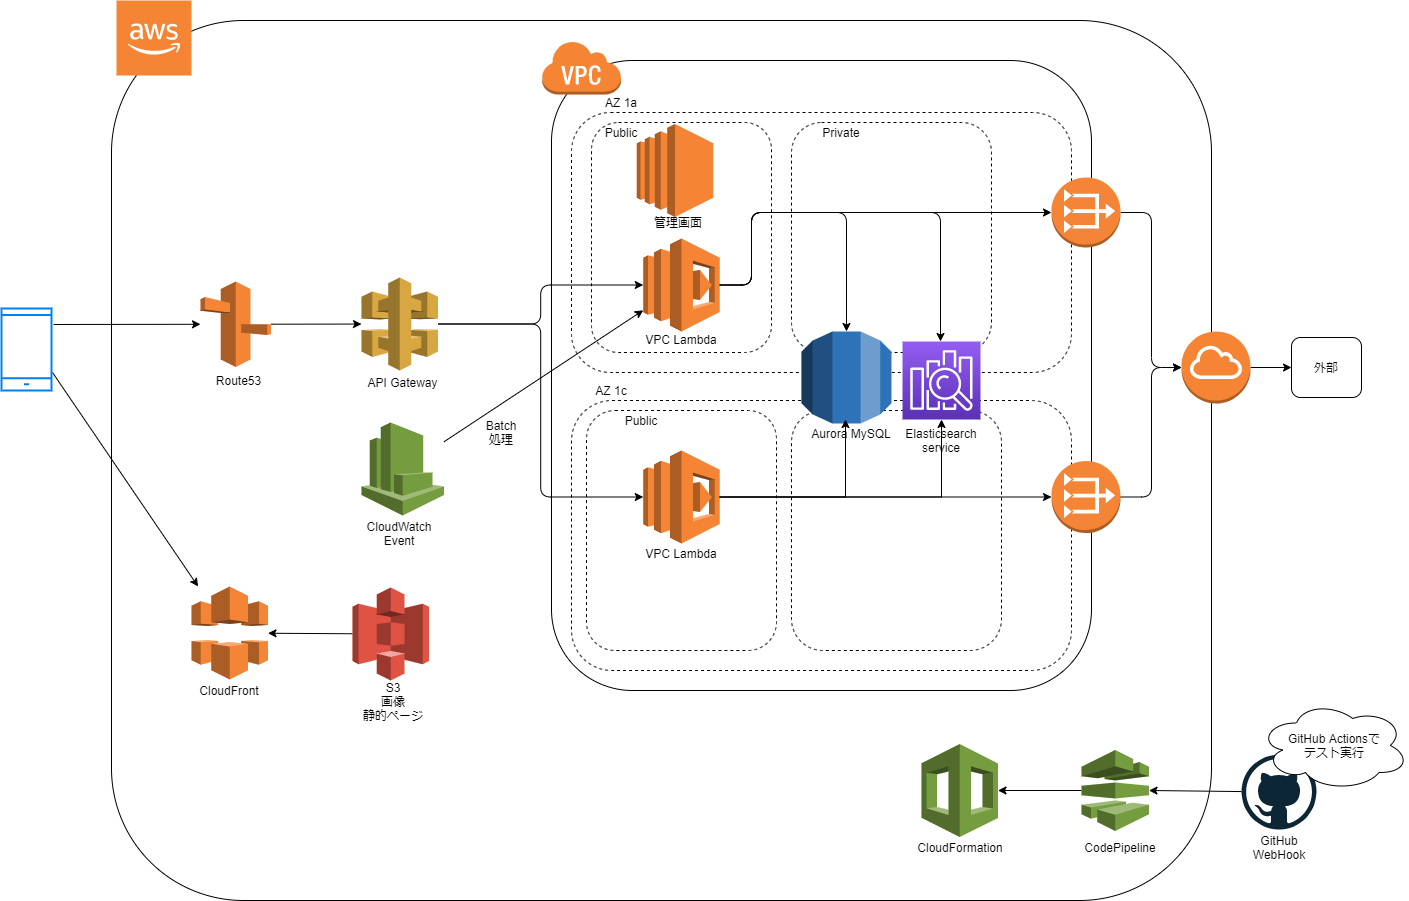 aws
VPC
AZ 1a
Public
Private
管理画面
VPC Lambda
Route53
API Gateway
外部
AZ 1c
Public
Batch
処理
Aurora MySQL
Elasticsearch
service
CloudWatch
Event
VPC Lambda
CloudFront
S3
画像
静的ページ
GitHub Actionsで
テスト実行
CloudFormation
CodePipeline
GitHub
WebHook